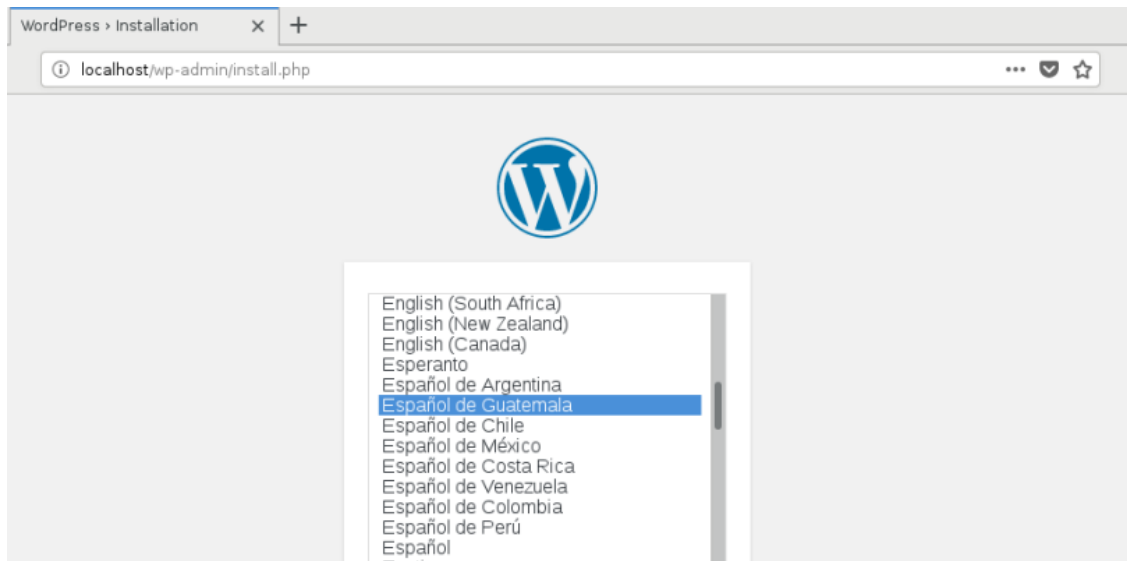 WordPress › Installation
localhost/wp-admin/install.php
English (South Africa)
English (New Zealand)
English (Canada)
Esperanto
Español de Argentina
Español de Guatemala
Español de Chile
Español de México
Español de Costa Rica
Español de Venezuela
Español de Colombia
Español de Perú
Español